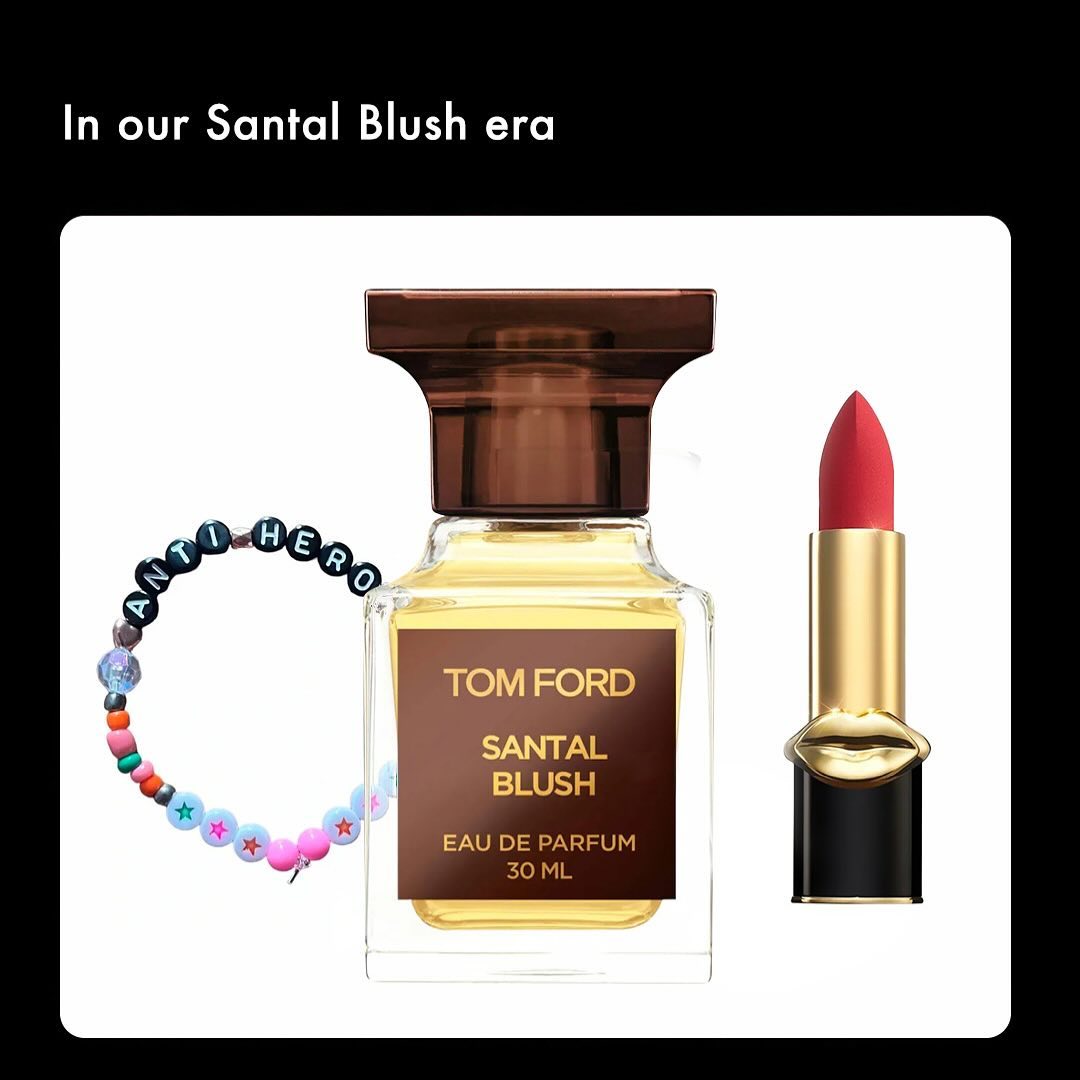 In our Santal Blush era
ANTI HERO
TOM FORD
SANTAL
BLUSH
EAU DE PARFUM
30 ML